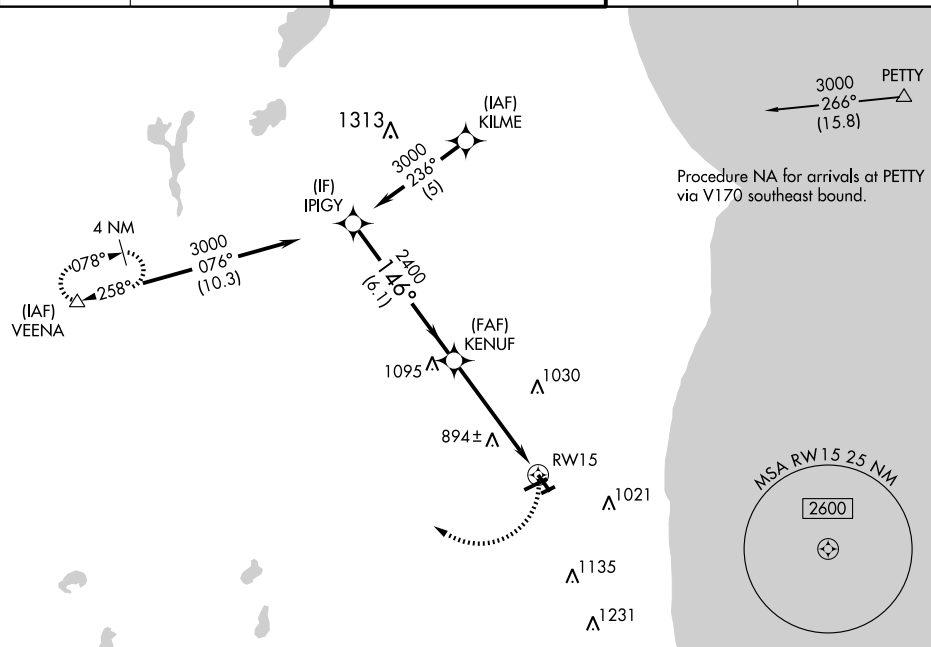 PETTY
3000
266°
(15.8)
Procedure NA for arrivals at PETTY
via V170 southeast bound.
(IAF)
KILME
1313
3000
236°
(5)
(IF)
IPIGY
4 NM
078°
258°
3000
076°
(10.3)
(IAF)
VEENA
2400
146°
(6.1)
(FAF)
KENUF
1095
1030
894±
RW15
1021
1135
1231
MSA RW15 25 NM
2600